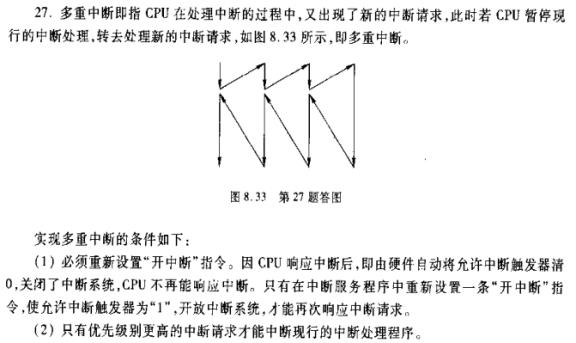 27. 多重中断即指 CPU 在处理中断的过程中,又出现了新的中断请求,此时若 CPU 暂停现
行的中断处理,转去处理新的中断请求,如图 8.33 所示,即多重中断。
图 8.33 第 27 题答图
实现多重中断的条件如下:
(1) 必须重新设置“开中断”指令。因 CPU 响应中断后,即由硬件自动将允许中断触发器清
0,关闭了中断系统,CPU 不再能响应中断。只有在中断服务程序中重新设置一条“开中断”指
令,使允许中断触发器为“1”,开放中断系统,才能再次响应中断请求。
(2) 只有优先级别更高的中断请求才能中断现行的中断处理程序。